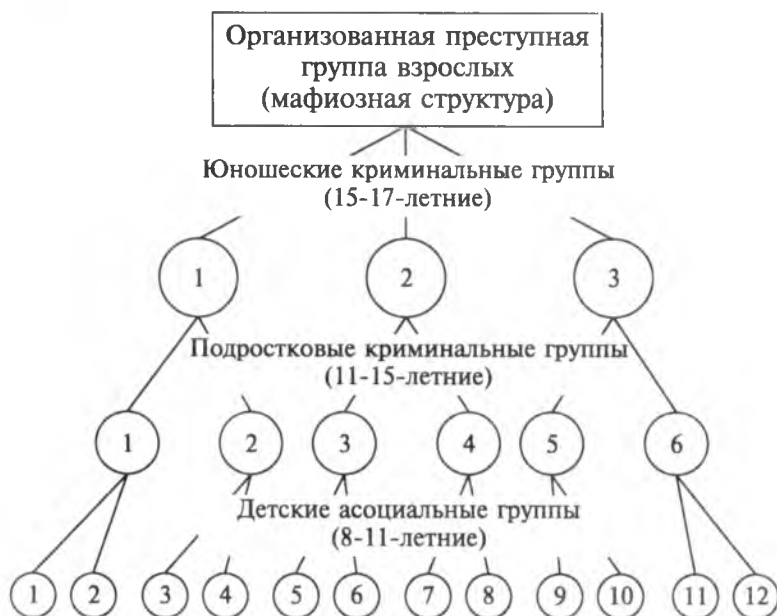 Организованная преступная
группа взрослых
(мафиозная структура)
Юношеские криминальные группы
(15-17-летние)
1 2 3
Подростковые криминальные группы
(11-15-летние)
1 2 3 4 5 6
Детские асоциальные группы
(8-11-летние)
1 2 3 4 5 6 7 8 9 10 11 12